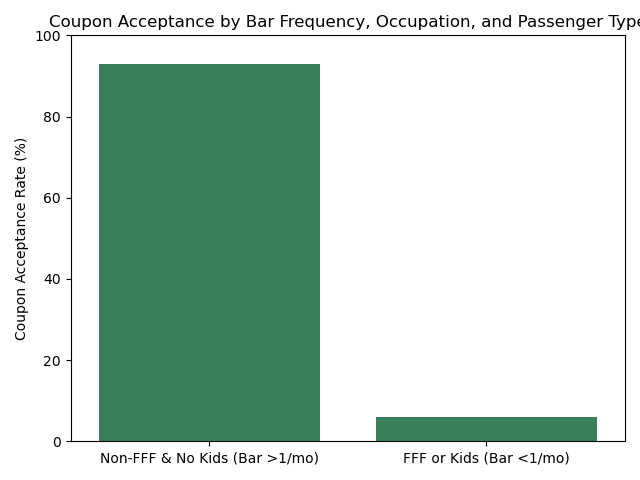 Coupon Acceptance by Bar Frequency, Occupation, and Passenger Type
100
80
60
40
20
0
Coupon Acceptance Rate (%)
Non-FFF & No Kids (Bar >1/mo)
FFF or Kids (Bar <1/mo)